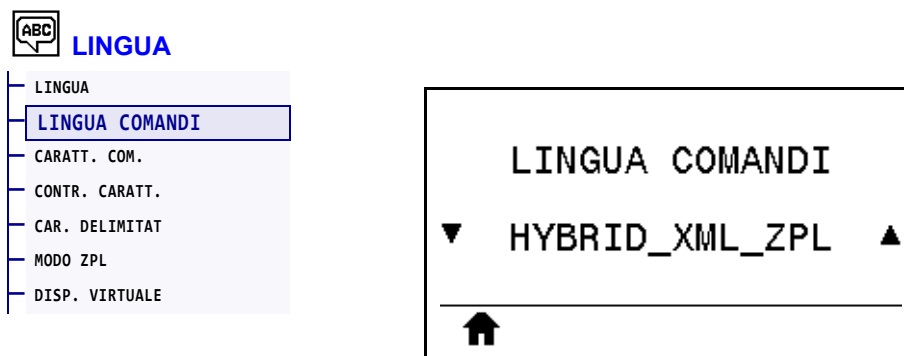 ABC
LINGUA
LINGUA
LINGUA COMANDI
CARATT. COM.
CONTR. CARATT.
CAR. DELIMITAT
MODO ZPL
DISP. VIRTUALE
LINGUA COMANDI
▼ HYBRID_XML_ZPL ▲